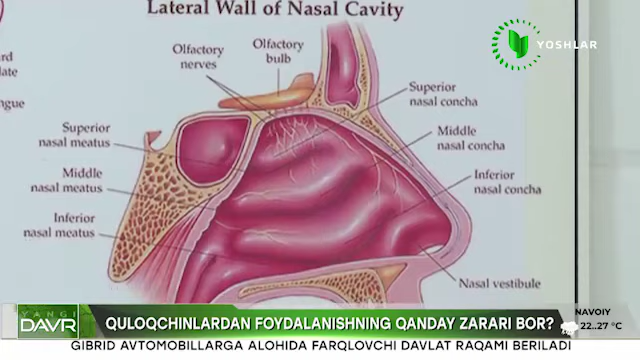 Lateral Wall of Nasal Cavity
YOSHLAR
Olfactory
nerves
Olfactory
bulb
Superior
nasal concha
Middle
nasal concha
Inferior
nasal concha
Nasal vestibule
Superior
nasal meatus
Middle
nasal meatus
Inferior
nasal meatus
YANGI
DAVR
QULOQCHINLARDAN FOYDALANISHNING QANDAY ZARARI BOR?
NAVOIY
22..27 °C
GIBRID AVTOMOBILLARGA ALOHIDA FARQLOVCHI DAVLAT RAQAMI BERILADI